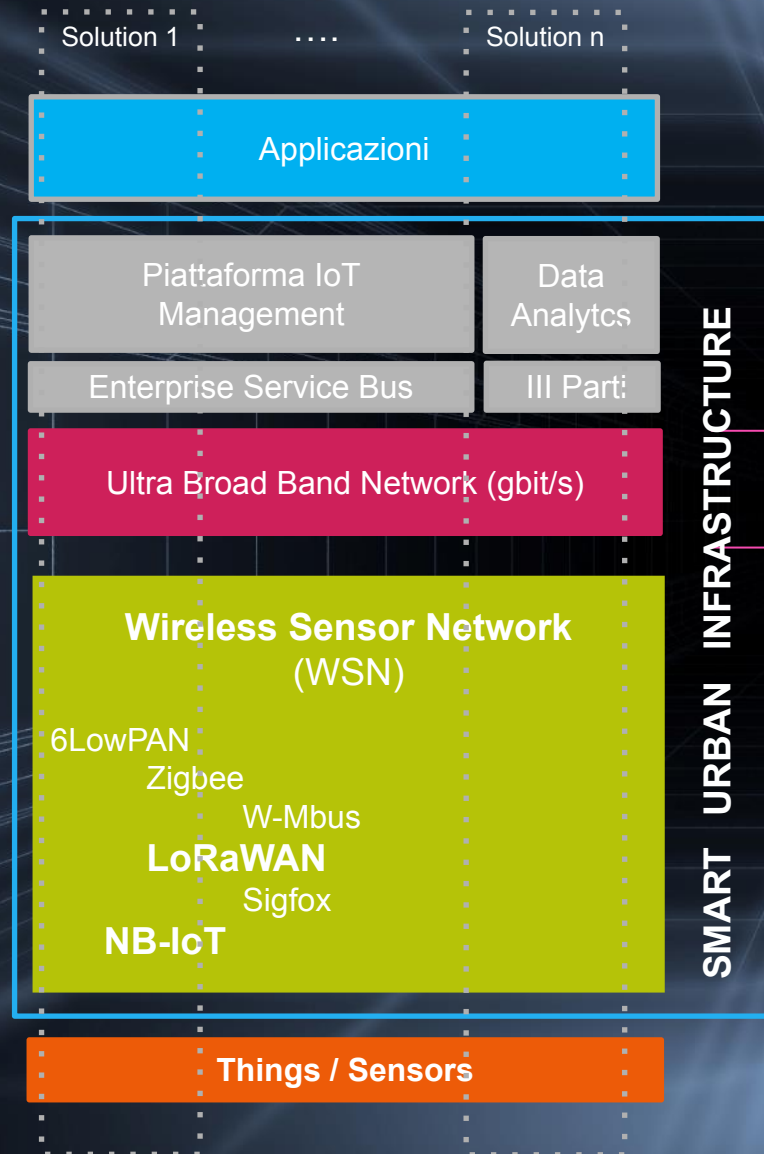 Solution 1
....
Solution n
Applicazioni
Piattaforma IoT
Management
Data
Analytcs
Enterprise Service Bus
III Parti
Ultra Broad Band Network (gbit/s)
Wireless Sensor Network
(WSN)
6LowPAN
Zigbee
W-Mbus
LoRaWAN
Sigfox
NB-IoT
Things / Sensors
SMART URBAN INFRASTRUCTURE